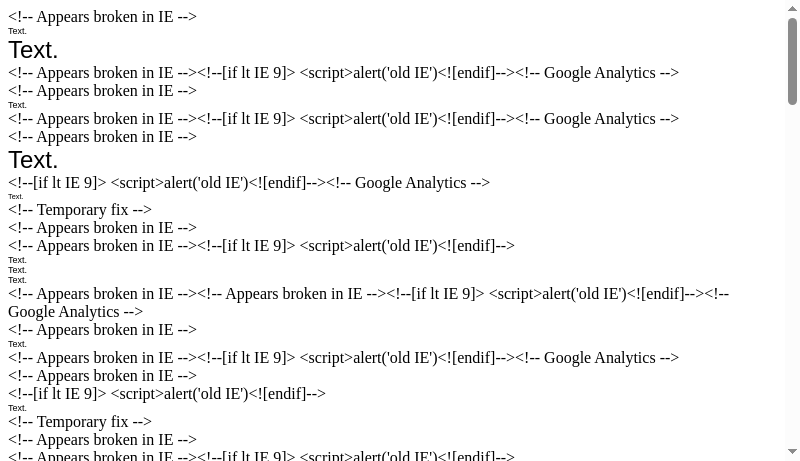 <!-- Appears broken in IE -->
Text.
Text.
<!-- Appears broken in IE --><!--[if lt IE 9]> <script>alert('old IE')<![endif]--><!-- Google Analytics -->
<!-- Appears broken in IE -->
Text.
<!-- Appears broken in IE --><!--[if lt IE 9]> <script>alert('old IE')<![endif]--><!-- Google Analytics -->
<!-- Appears broken in IE -->
Text.
<!--[if lt IE 9]> <script>alert('old IE')<![endif]--><!-- Google Analytics -->
Text.
<!-- Temporary fix -->
<!-- Appears broken in IE -->
<!-- Appears broken in IE --><!--[if lt IE 9]> <script>alert('old IE')<![endif]-->
Text.
Text.
Text.
<!-- Appears broken in IE --><!-- Appears broken in IE --><!--[if lt IE 9]> <script>alert('old IE')<![endif]--><!--
Google Analytics -->
<!-- Appears broken in IE -->
Text.
<!-- Appears broken in IE --><!--[if lt IE 9]> <script>alert('old IE')<![endif]--><!-- Google Analytics -->
<!-- Appears broken in IE -->
<!--[if lt IE 9]> <script>alert('old IE')<![endif]-->
Text.
<!-- Temporary fix -->
<!-- Appears broken in IE -->
<!-- Appears broken in IE --><!--[if lt IE 9]> <script>alert('old IE')<![endif]-->